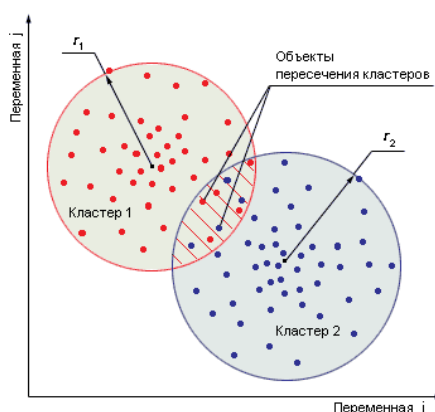 Переменная j
r1
Объекты
пересечения кластеров
r2
Кластер 1
Кластер 2
Переменная i